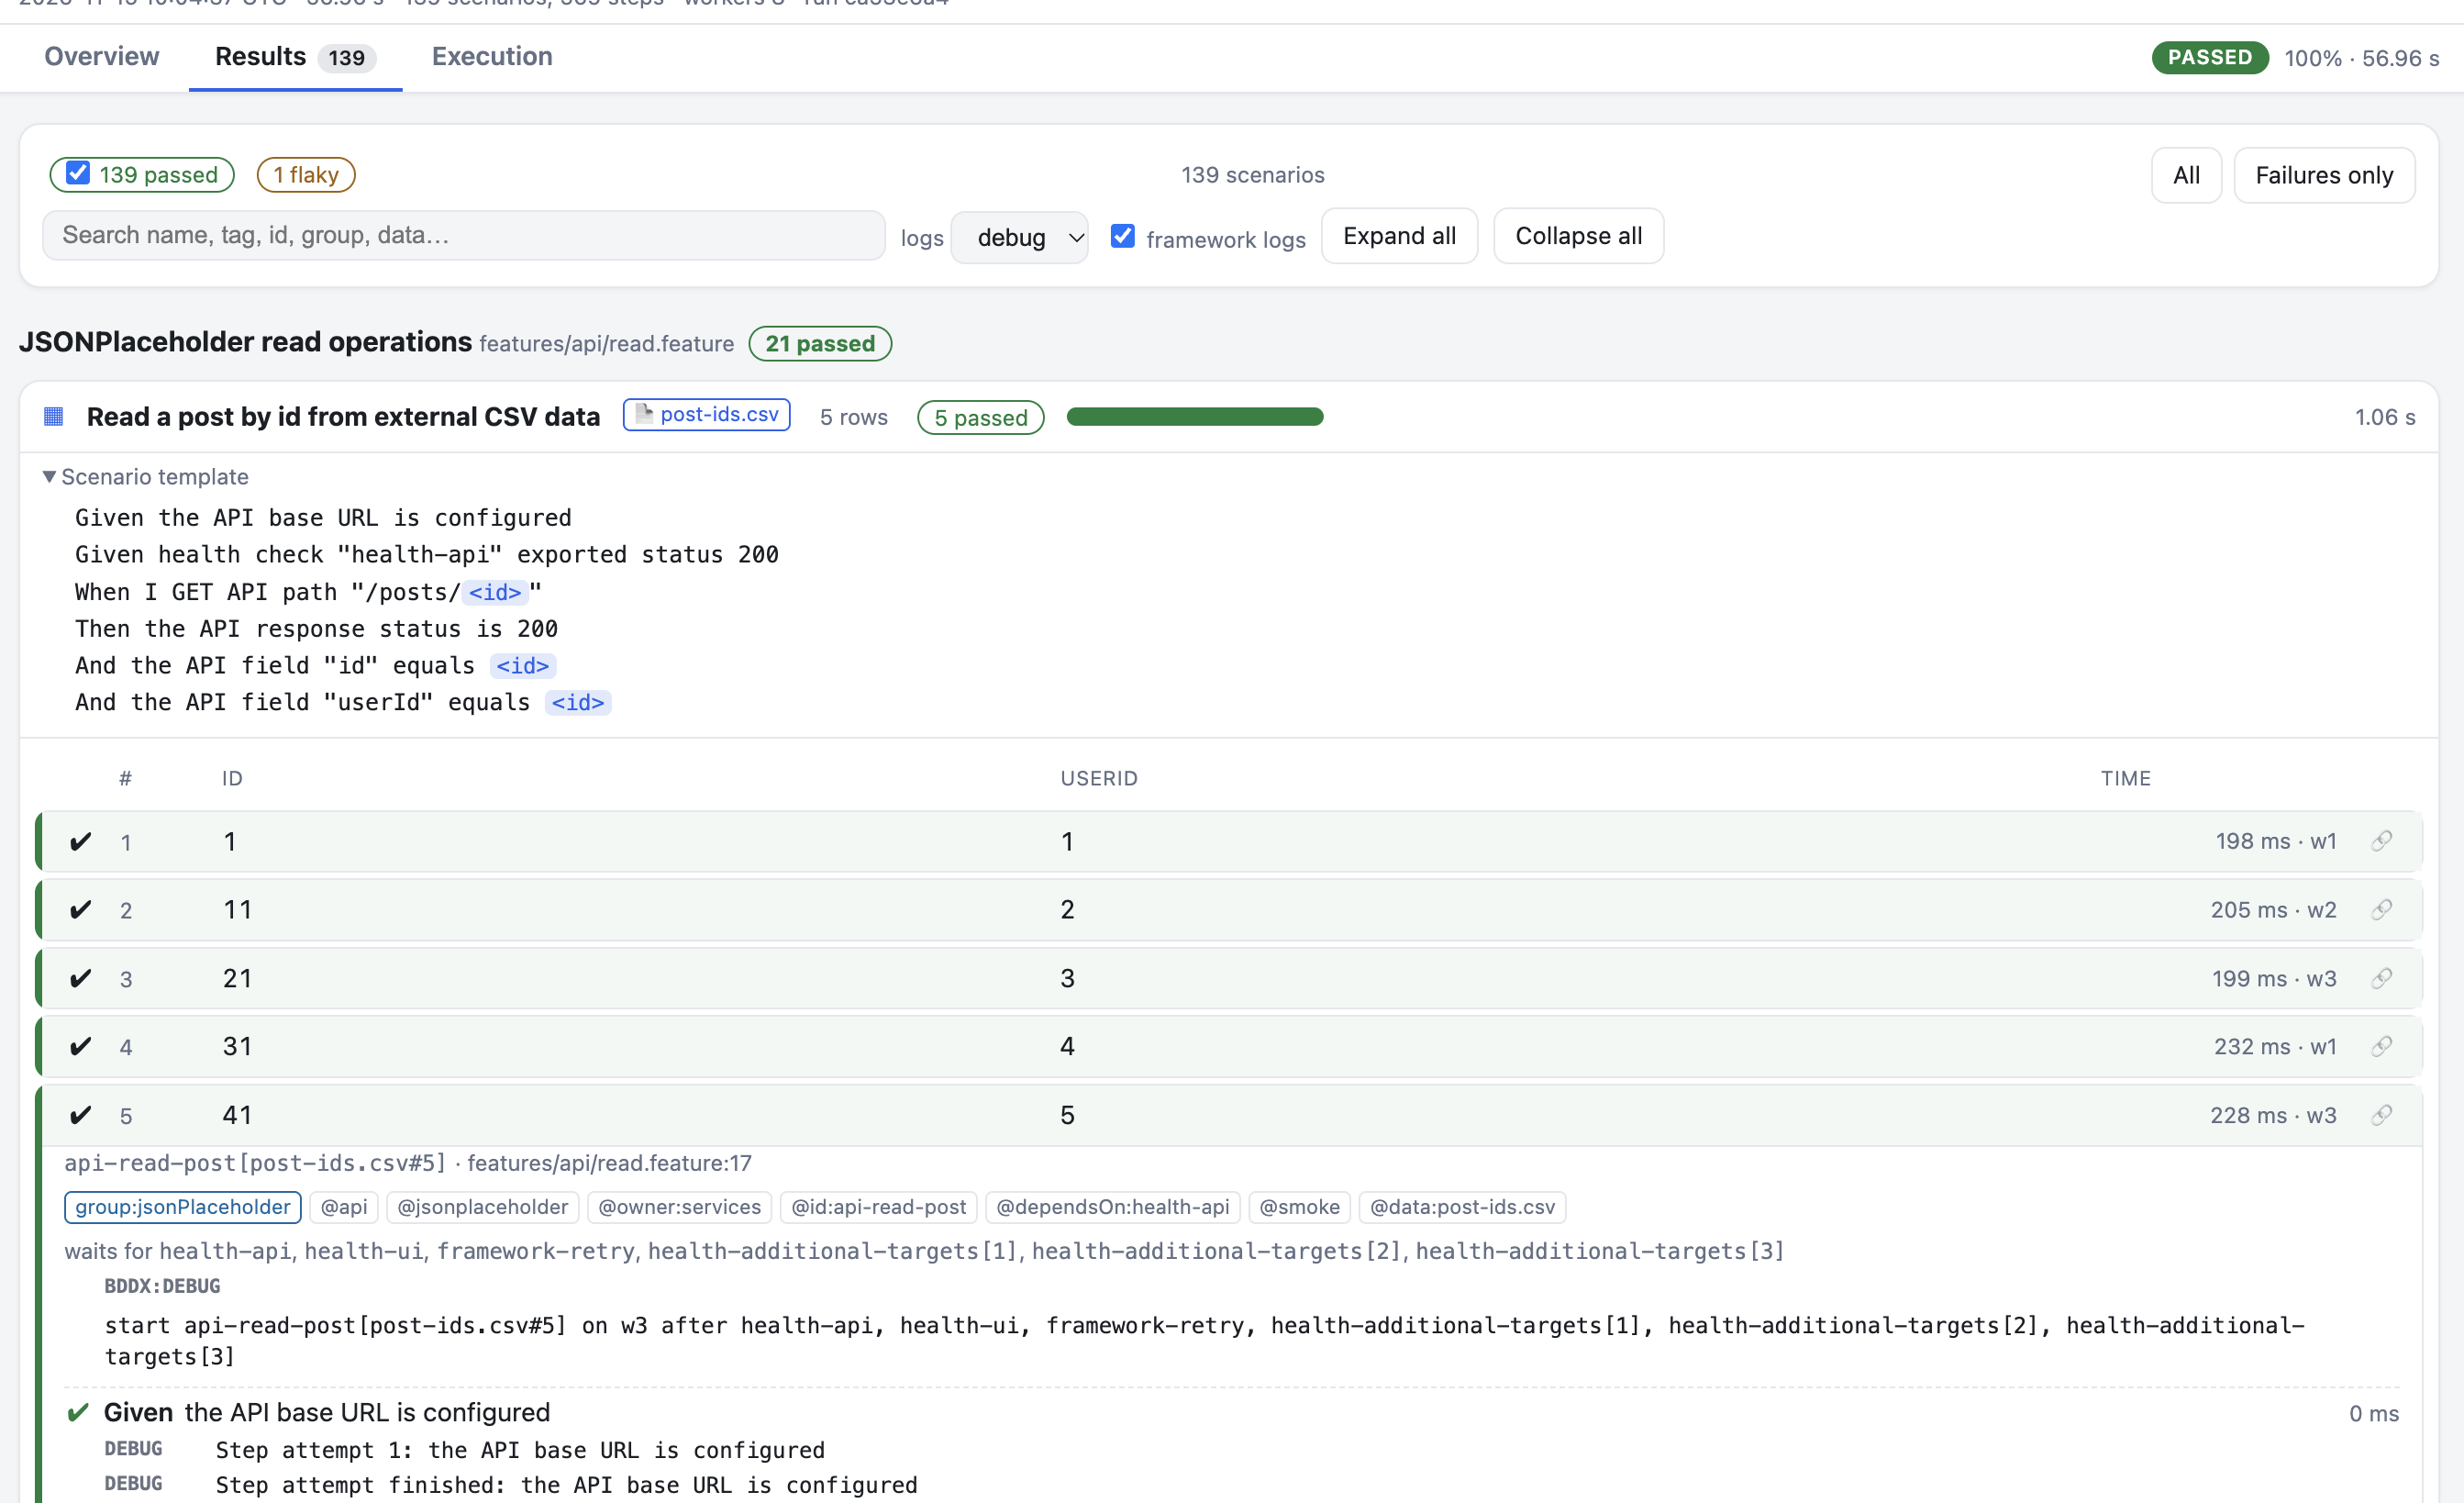 Overview Results 139 Execution PASSED 100% · 56.96 s
139 passed 1 flaky 139 scenarios All Failures only
Search name, tag, id, group, data… logs debug framework logs Expand all Collapse all
JSONPlaceholder read operations features/api/read.feature 21 passed
Read a post by id from external CSV data post-ids.csv 5 rows 5 passed 1.06 s
Scenario template
Given the API base URL is configured
Given health check "health-api" exported status 200
When I GET API path "/posts/<id>"
Then the API response status is 200
And the API field "id" equals <id>
And the API field "userId" equals <id>
# ID USERID TIME
1 1 1 198 ms · w1
2 11 2 205 ms · w2
3 21 3 199 ms · w3
4 31 4 232 ms · w1
5 41 5 228 ms · w3
api-read-post[post-ids.csv#5] · features/api/read.feature:17
group:jsonPlaceholder @api @jsonplaceholder @owner:services @id:api-read-post @dependsOn:health-api @smoke @data:post-ids.csv
waits for health-api, health-ui, framework-retry, health-additional-targets[1], health-additional-targets[2], health-additional-targets[3]
BDDX:DEBUG
start api-read-post[post-ids.csv#5] on w3 after health-api, health-ui, framework-retry, health-additional-targets[1], health-additional-targets[2], health-additional-
targets[3]
Given the API base URL is configured 0 ms
DEBUG Step attempt 1: the API base URL is configured
DEBUG Step attempt finished: the API base URL is configured